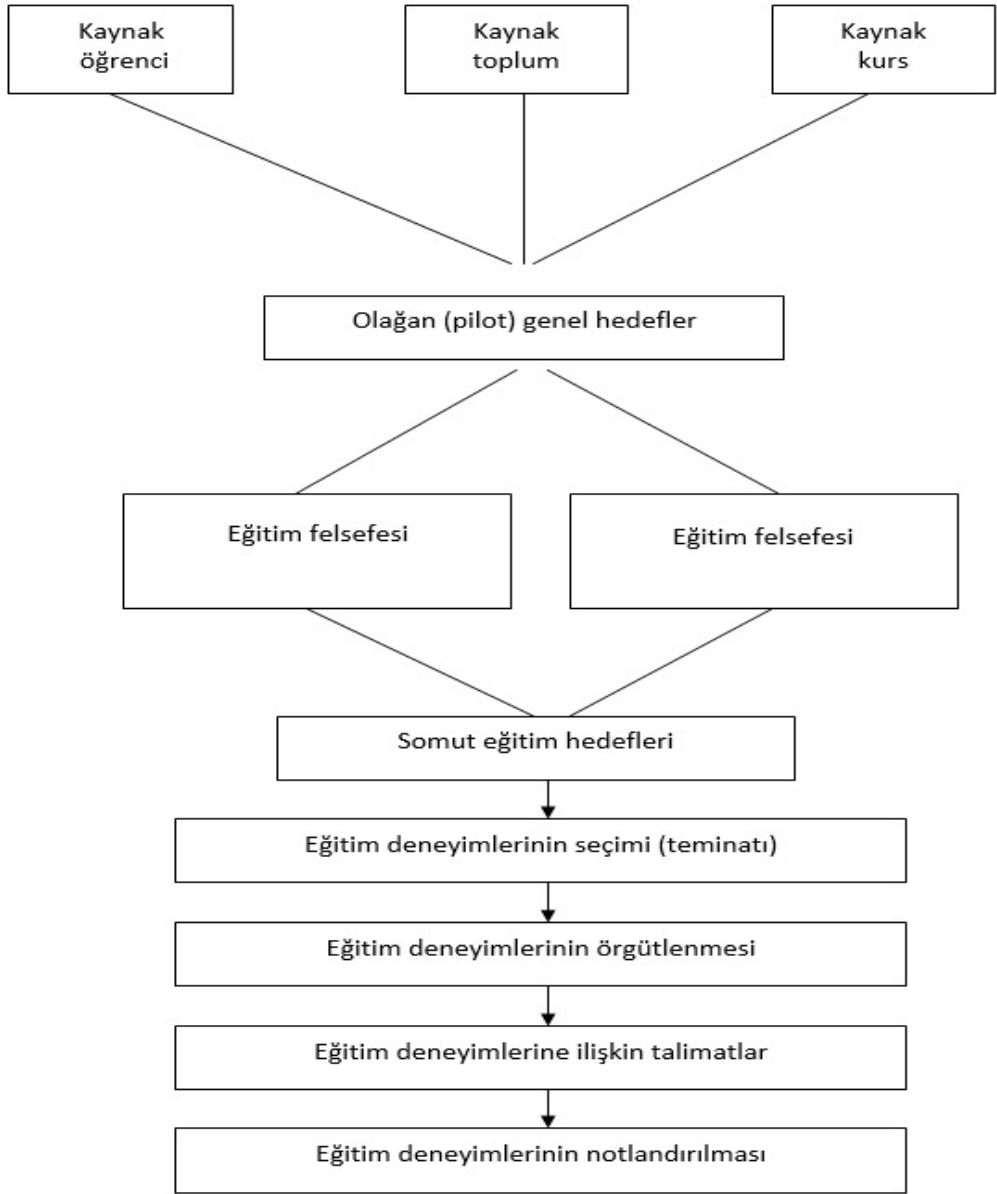 Kaynak
öğrenci
Kaynak
toplum
Kaynak
kurs
Olağan (pilot) genel hedefler
Eğitim felsefesi
Eğitim felsefesi
Somut eğitim hedefleri
Eğitim deneyimlerinin seçimi (teminatı)
Eğitim deneyimlerinin örgütlenmesi
Eğitim deneyimlerine ilişkin talimatlar
Eğitim deneyimlerinin notlandırılması